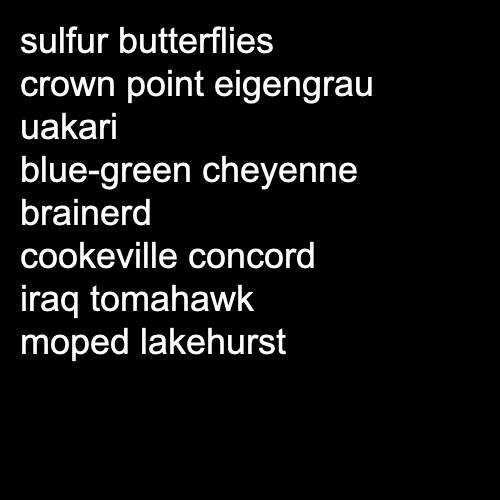 sulfur butterflies
crown point eigengrau
uakari
blue-green cheyenne
brainerd
cookeville concord
iraq tomahawk
moped lakehurst